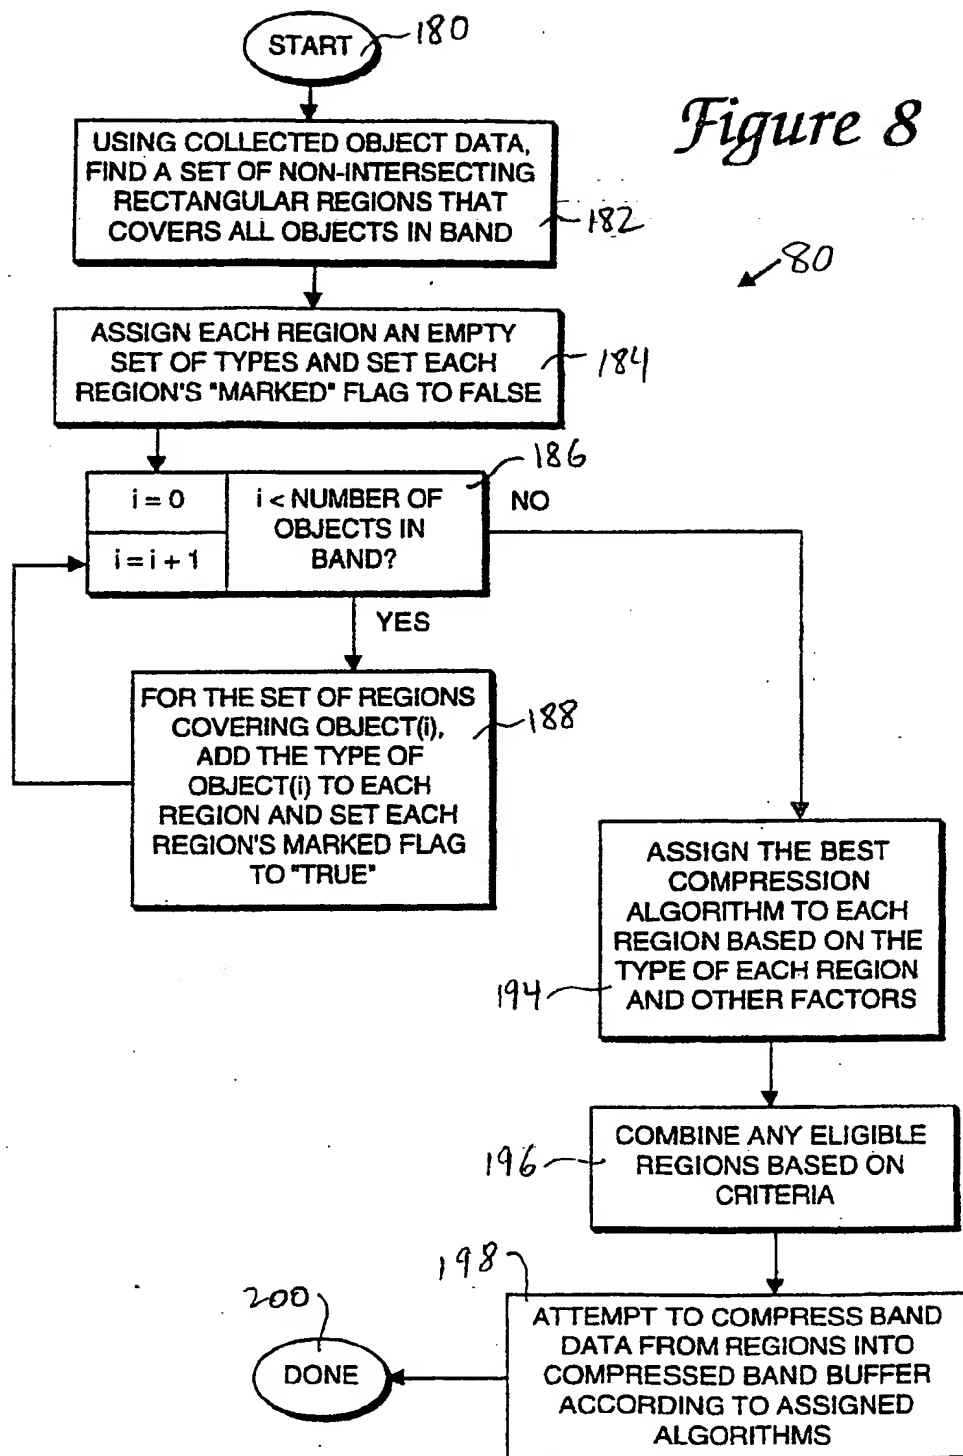 START
180
Figure 8
USING COLLECTED OBJECT DATA,
FIND A SET OF NON-INTERSECTING
RECTANGULAR REGIONS THAT
COVERS ALL OBJECTS IN BAND
182
80
ASSIGN EACH REGION AN EMPTY
SET OF TYPES AND SET EACH
REGION'S "MARKED" FLAG TO FALSE
184
186
i = 0
i = i + 1
i < NUMBER OF
OBJECTS IN
BAND?
NO
YES
FOR THE SET OF REGIONS
COVERING OBJECT(i),
ADD THE TYPE OF
OBJECT(i) TO EACH
REGION AND SET EACH
REGION'S MARKED FLAG
TO "TRUE"
188
ASSIGN THE BEST
COMPRESSION
ALGORITHM TO EACH
REGION BASED ON THE
TYPE OF EACH REGION
AND OTHER FACTORS
194
COMBINE ANY ELIGIBLE
REGIONS BASED ON
CRITERIA
196
198
ATTEMPT TO COMPRESS BAND
DATA FROM REGIONS INTO
COMPRESSED BAND BUFFER
ACCORDING TO ASSIGNED
ALGORITHMS
200
DONE